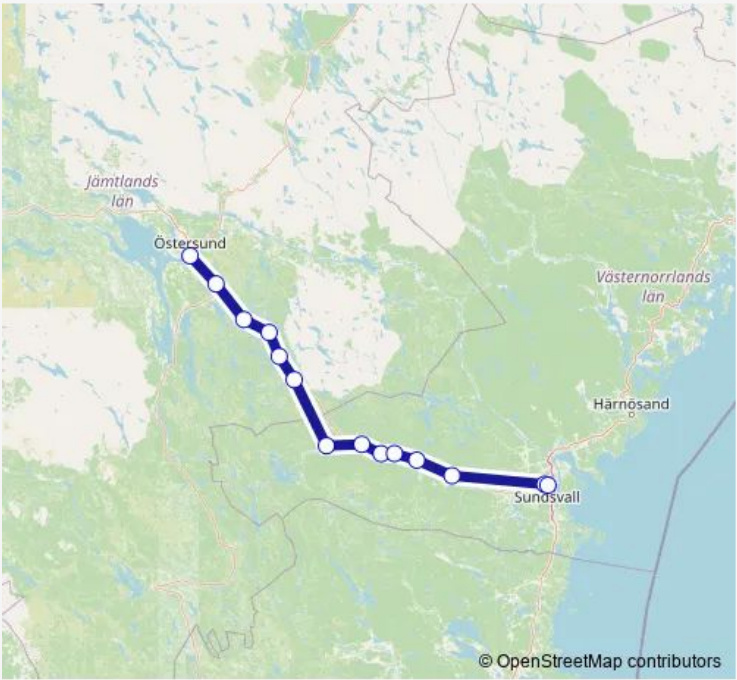 Jämtlands
län
Östersund
Västernorrlands
län
Härnösand
Sundsvall
© OpenStreetMap contributors